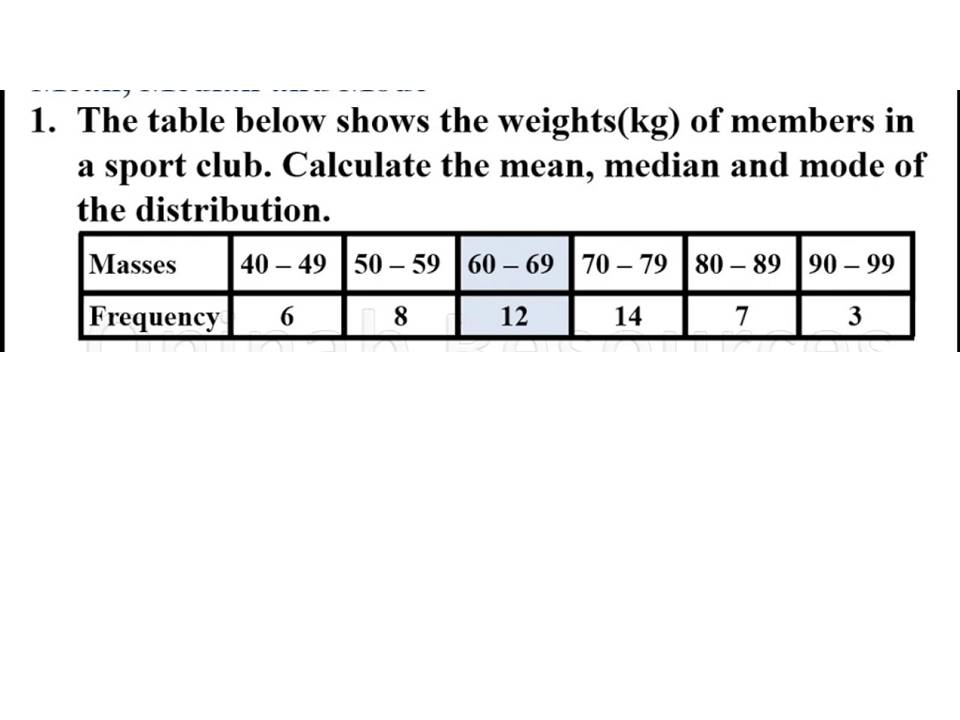 1. The table below shows the weights(kg) of members in
a sport club. Calculate the mean, median and mode of
the distribution.
Masses 40 – 49 50 – 59 60 – 69 70 – 79 80 – 89 90 – 99
Frequency 6 8 12 14 7 3